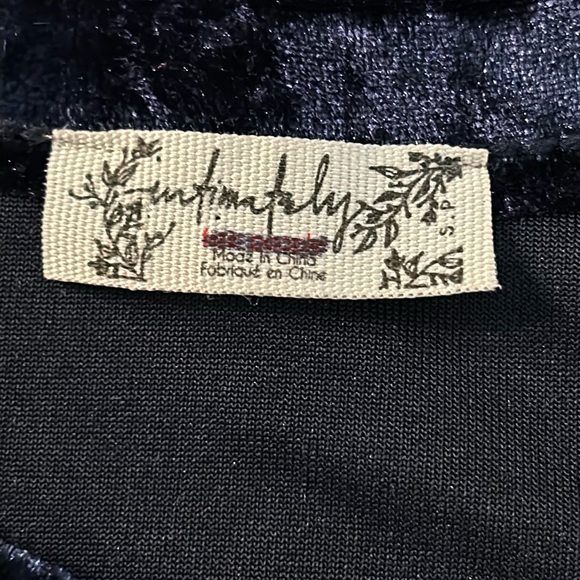 intimately
Made in China
Fabriqué en Chine
S.P